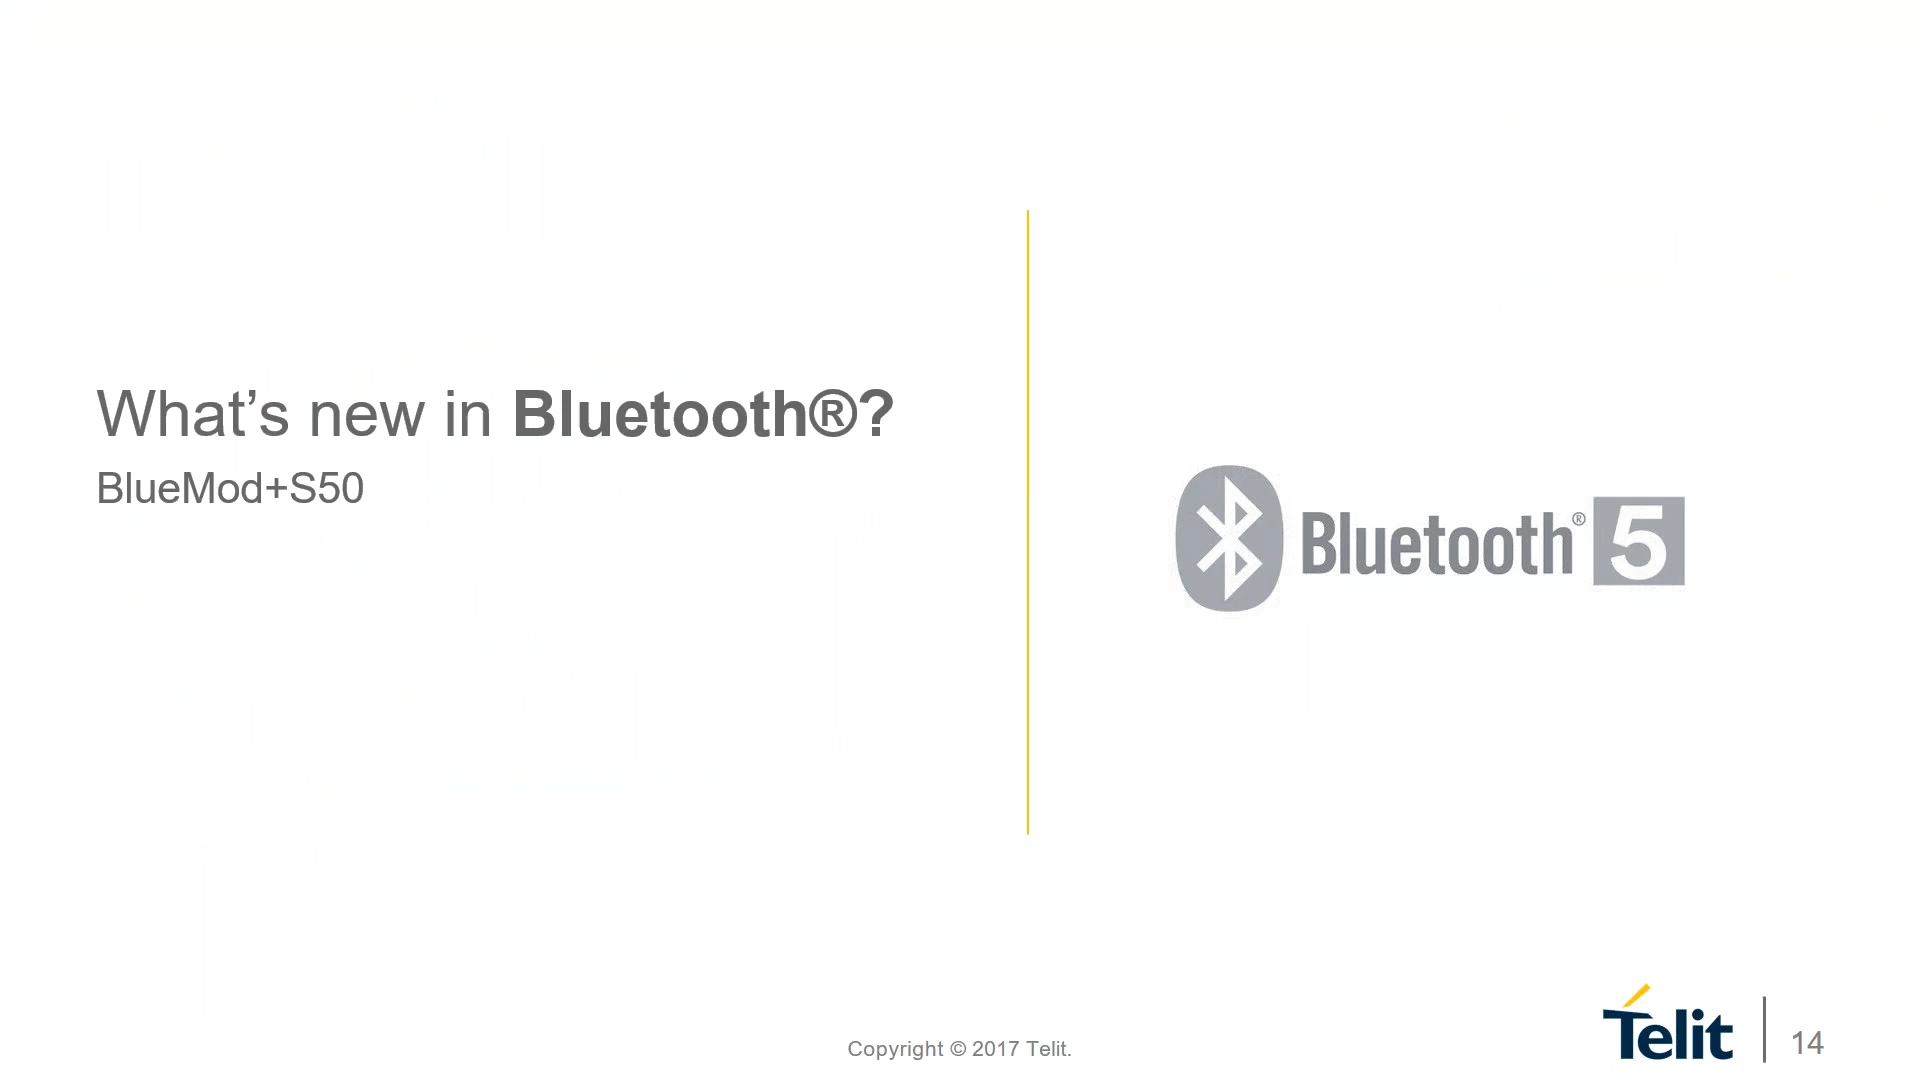 What’s new in Bluetooth®?
BlueMod+S50
Bluetooth® 5
Copyright © 2017 Telit.
Telit
14